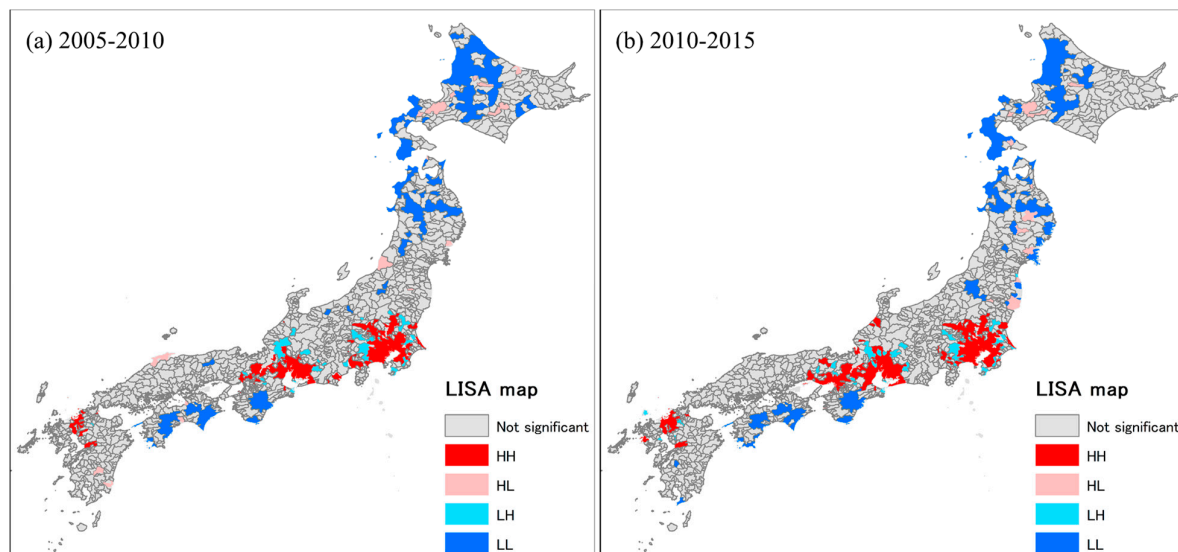 (a) 2005-2010
LISA map
Not significant
HH
HL
LH
LL
(b) 2010-2015
LISA map
Not significant
HH
HL
LH
LL